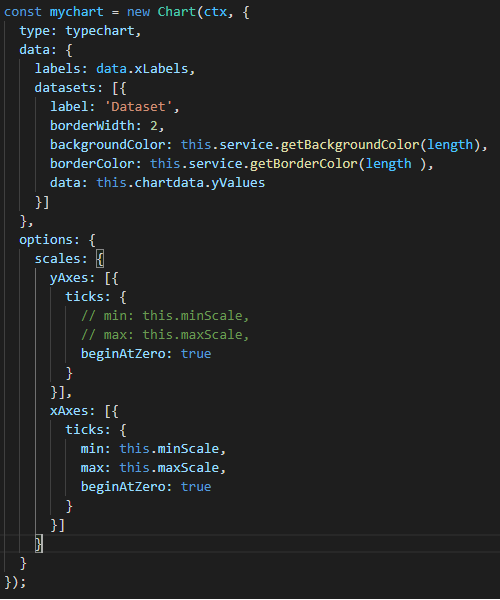 const mychart = new Chart(ctx, {
  type: typechart,
  data: {
    labels: data.xLabels,
    datasets: [{
      label: 'Dataset',
      borderWidth: 2,
      backgroundColor: this.service.getBackgroundColor(length),
      borderColor: this.service.getBorderColor(length ),
      data: this.chartdata.yValues
    }]
  },
  options: {
    scales: {
      yAxes: [{
        ticks: {
          // min: this.minScale,
          // max: this.maxScale,
          beginAtZero: true
        }
      }],
      xAxes: [{
        ticks: {
          min: this.minScale,
          max: this.maxScale,
          beginAtZero: true
        }
      }]
    }
  }
});